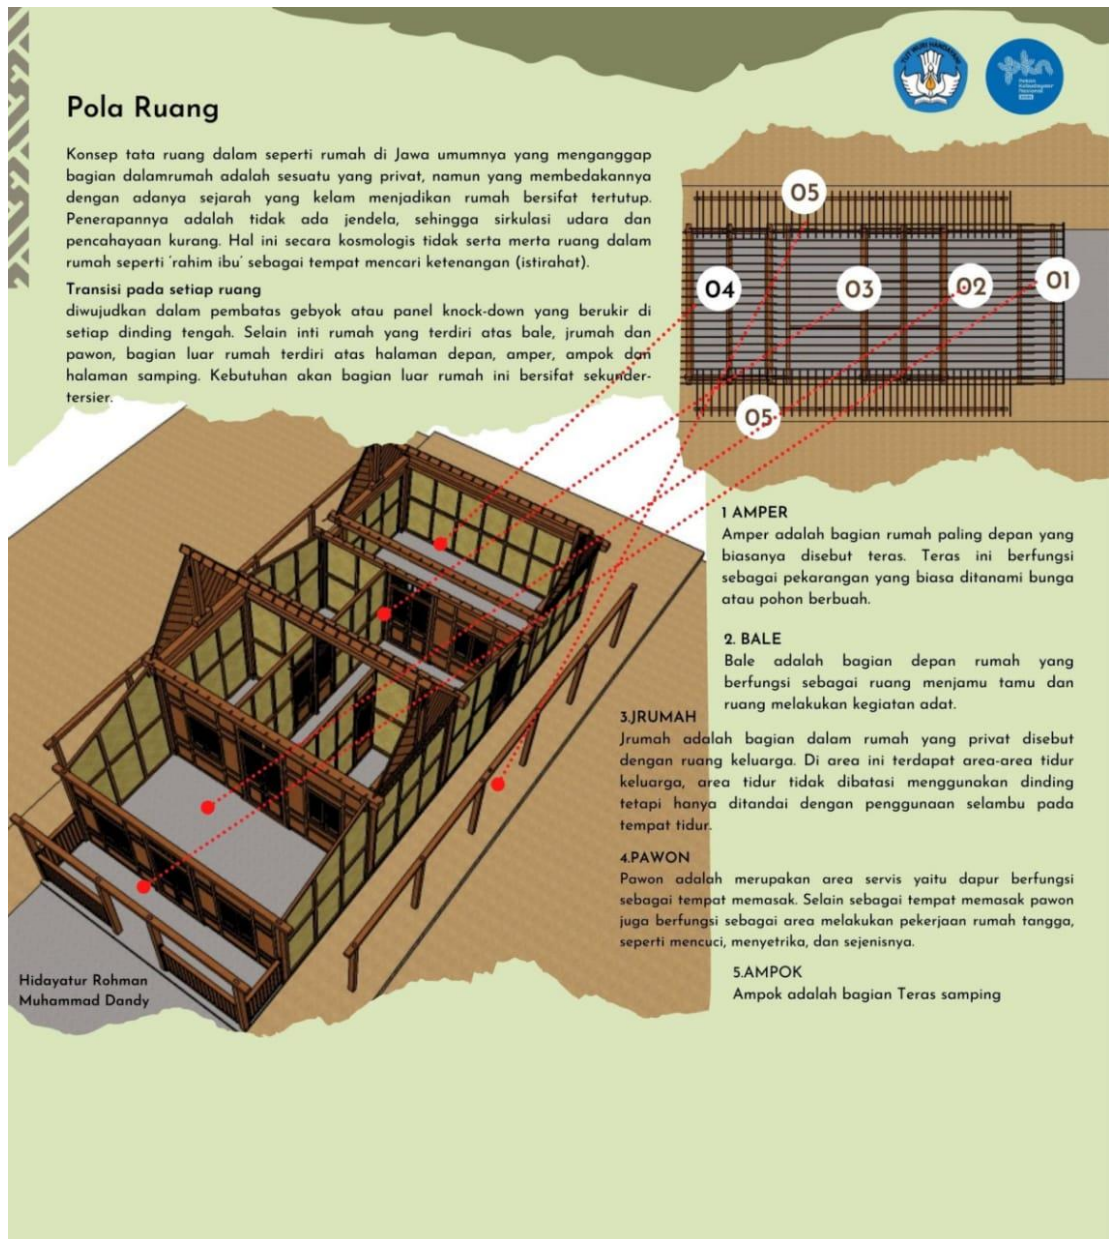 TUT WURI HANDAYANI
pkn
Pekan
Kebudayaan
Nasional
Pola Ruang
Konsep tata ruang dalam seperti rumah di Jawa umumnya yang menganggap
bagian dalamrumah adalah sesuatu yang privat, namun yang membedakannya
dengan adanya sejarah yang kelam menjadikan rumah bersifat tertutup.
Penerapannya adalah tidak ada jendela, sehingga sirkulasi udara dan
pencahayaan kurang. Hal ini secara kosmologis tidak serta merta ruang dalam
rumah seperti 'rahim ibu' sebagai tempat mencari ketenangan (istirahat).
Transisi pada setiap ruang
diwujudkan dalam pembatas gebyok atau panel knock-down yang berukir di
setiap dinding tengah. Selain inti rumah yang terdiri atas bale, jrumah dan
pawon, bagian luar rumah terdiri atas halaman depan, amper, ampok dan
halaman samping. Kebutuhan akan bagian luar rumah ini bersifat sekunder-
tersier.
05
04
03
02
01
05
1 AMPER
Amper adalah bagian rumah paling depan yang
biasanya disebut teras. Teras ini berfungsi
sebagai pekarangan yang biasa ditanami bunga
atau pohon berbuah.
2. BALE
Bale adalah bagian depan rumah yang
berfungsi sebagai ruang menjamu tamu dan
ruang melakukan kegiatan adat.
3.JRUMAH
Jrumah adalah bagian dalam rumah yang privat disebut
dengan ruang keluarga. Di area ini terdapat area-area tidur
keluarga, area tidur tidak dibatasi menggunakan dinding
tetapi hanya ditandai dengan penggunaan selambu pada
tempat tidur.
4.PAWON
Pawon adalah merupakan area servis yaitu dapur berfungsi
sebagai tempat memasak. Selain sebagai tempat memasak pawon
juga berfungsi sebagai area melakukan pekerjaan rumah tangga,
seperti mencuci, menyetrika, dan sejenisnya.
5.AMPOK
Ampok adalah bagian Teras samping
Hidayatur Rohman
Muhammad Dandy